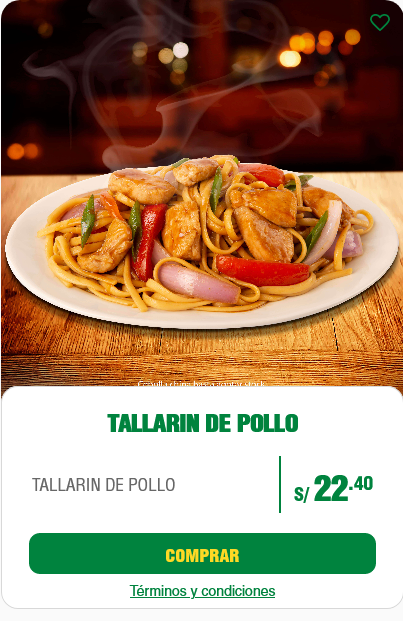 TALLARIN DE POLLO
TALLARIN DE POLLO
S/ 22.40
COMPRAR
Términos y condiciones